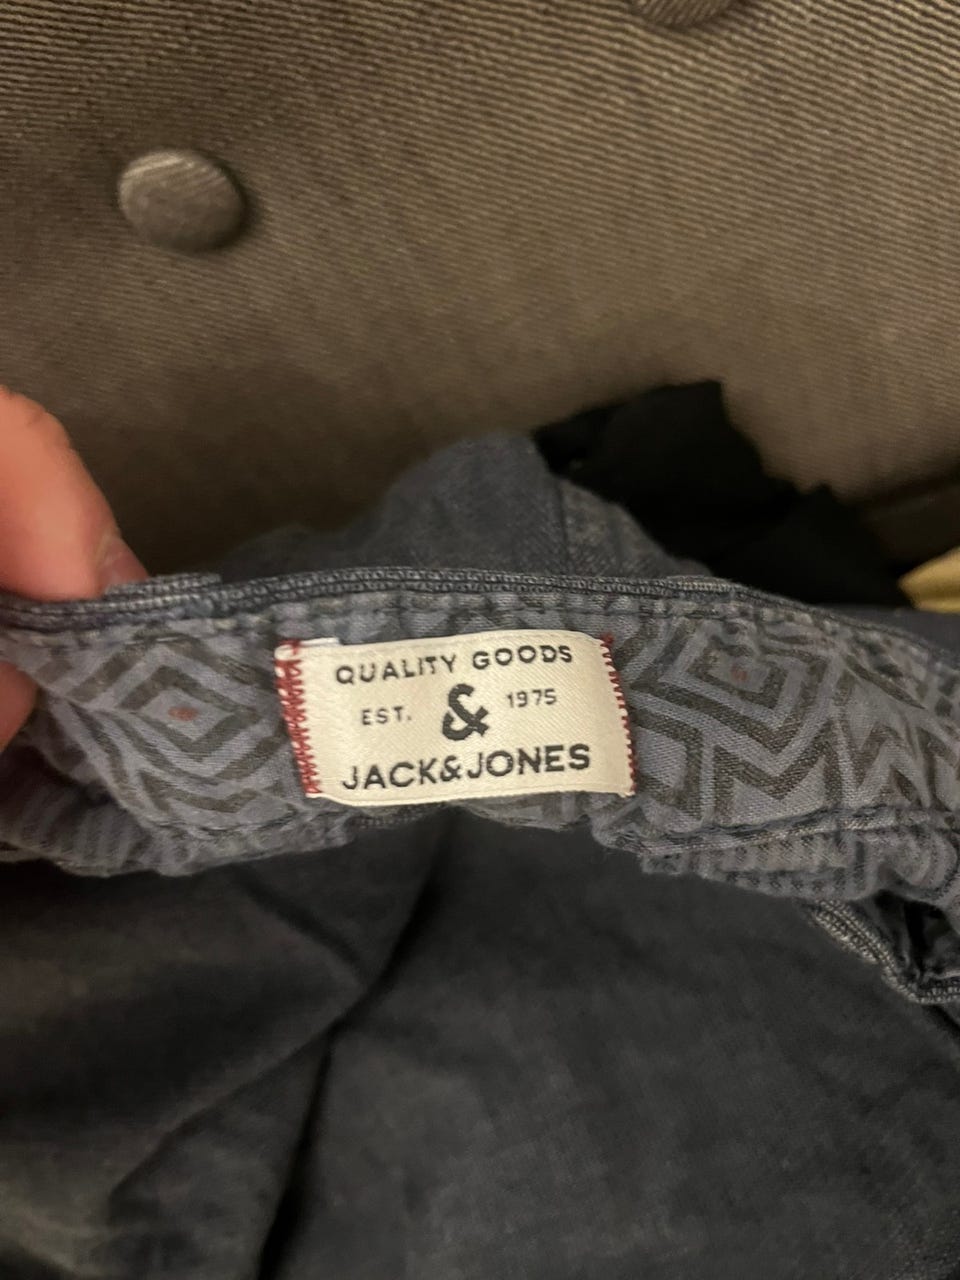 QUALITY GOODS
EST. & 1975
JACK&JONES